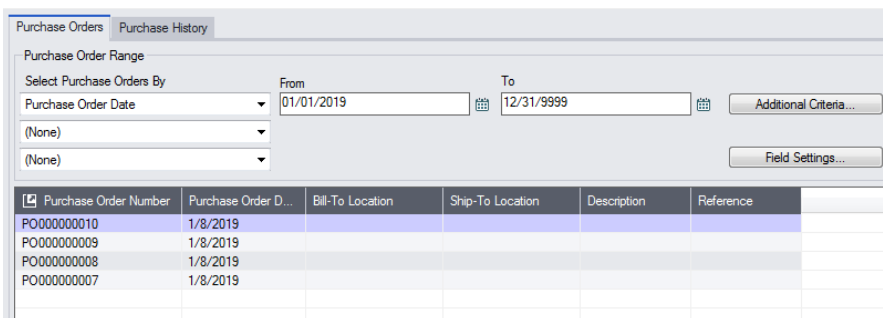 Purchase Orders Purchase History
Purchase Order Range
Select Purchase Orders By From To
Purchase Order Date 01/01/2019 12/31/9999 Additional Criteria...
(None)
(None) Field Settings...
Purchase Order Number Purchase Order D... Bill-To Location Ship-To Location Description Reference
PO000000010 1/8/2019
PO000000009 1/8/2019
PO000000008 1/8/2019
PO000000007 1/8/2019